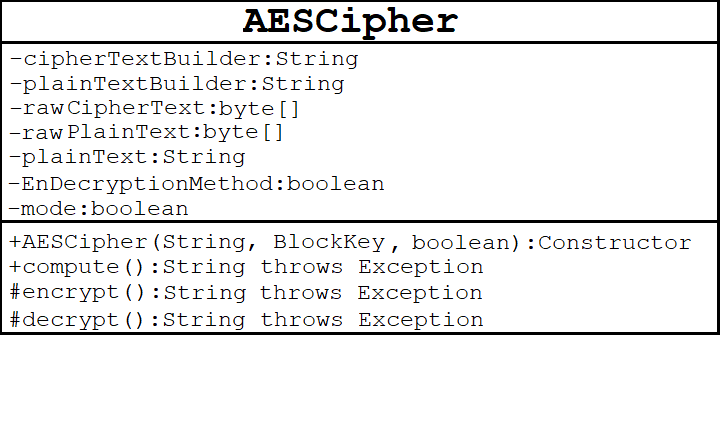 AESCipher
-cipherTextBuilder:String
-plainTextBuilder:String
-rawCipherText:byte[]
-rawPlainText:byte[]
-plainText:String
-EnDecryptionMethod:boolean
-mode:boolean
+AESCipher(String, BlockKey, boolean):Constructor
+compute():String throws Exception
#encrypt():String throws Exception
#decrypt():String throws Exception